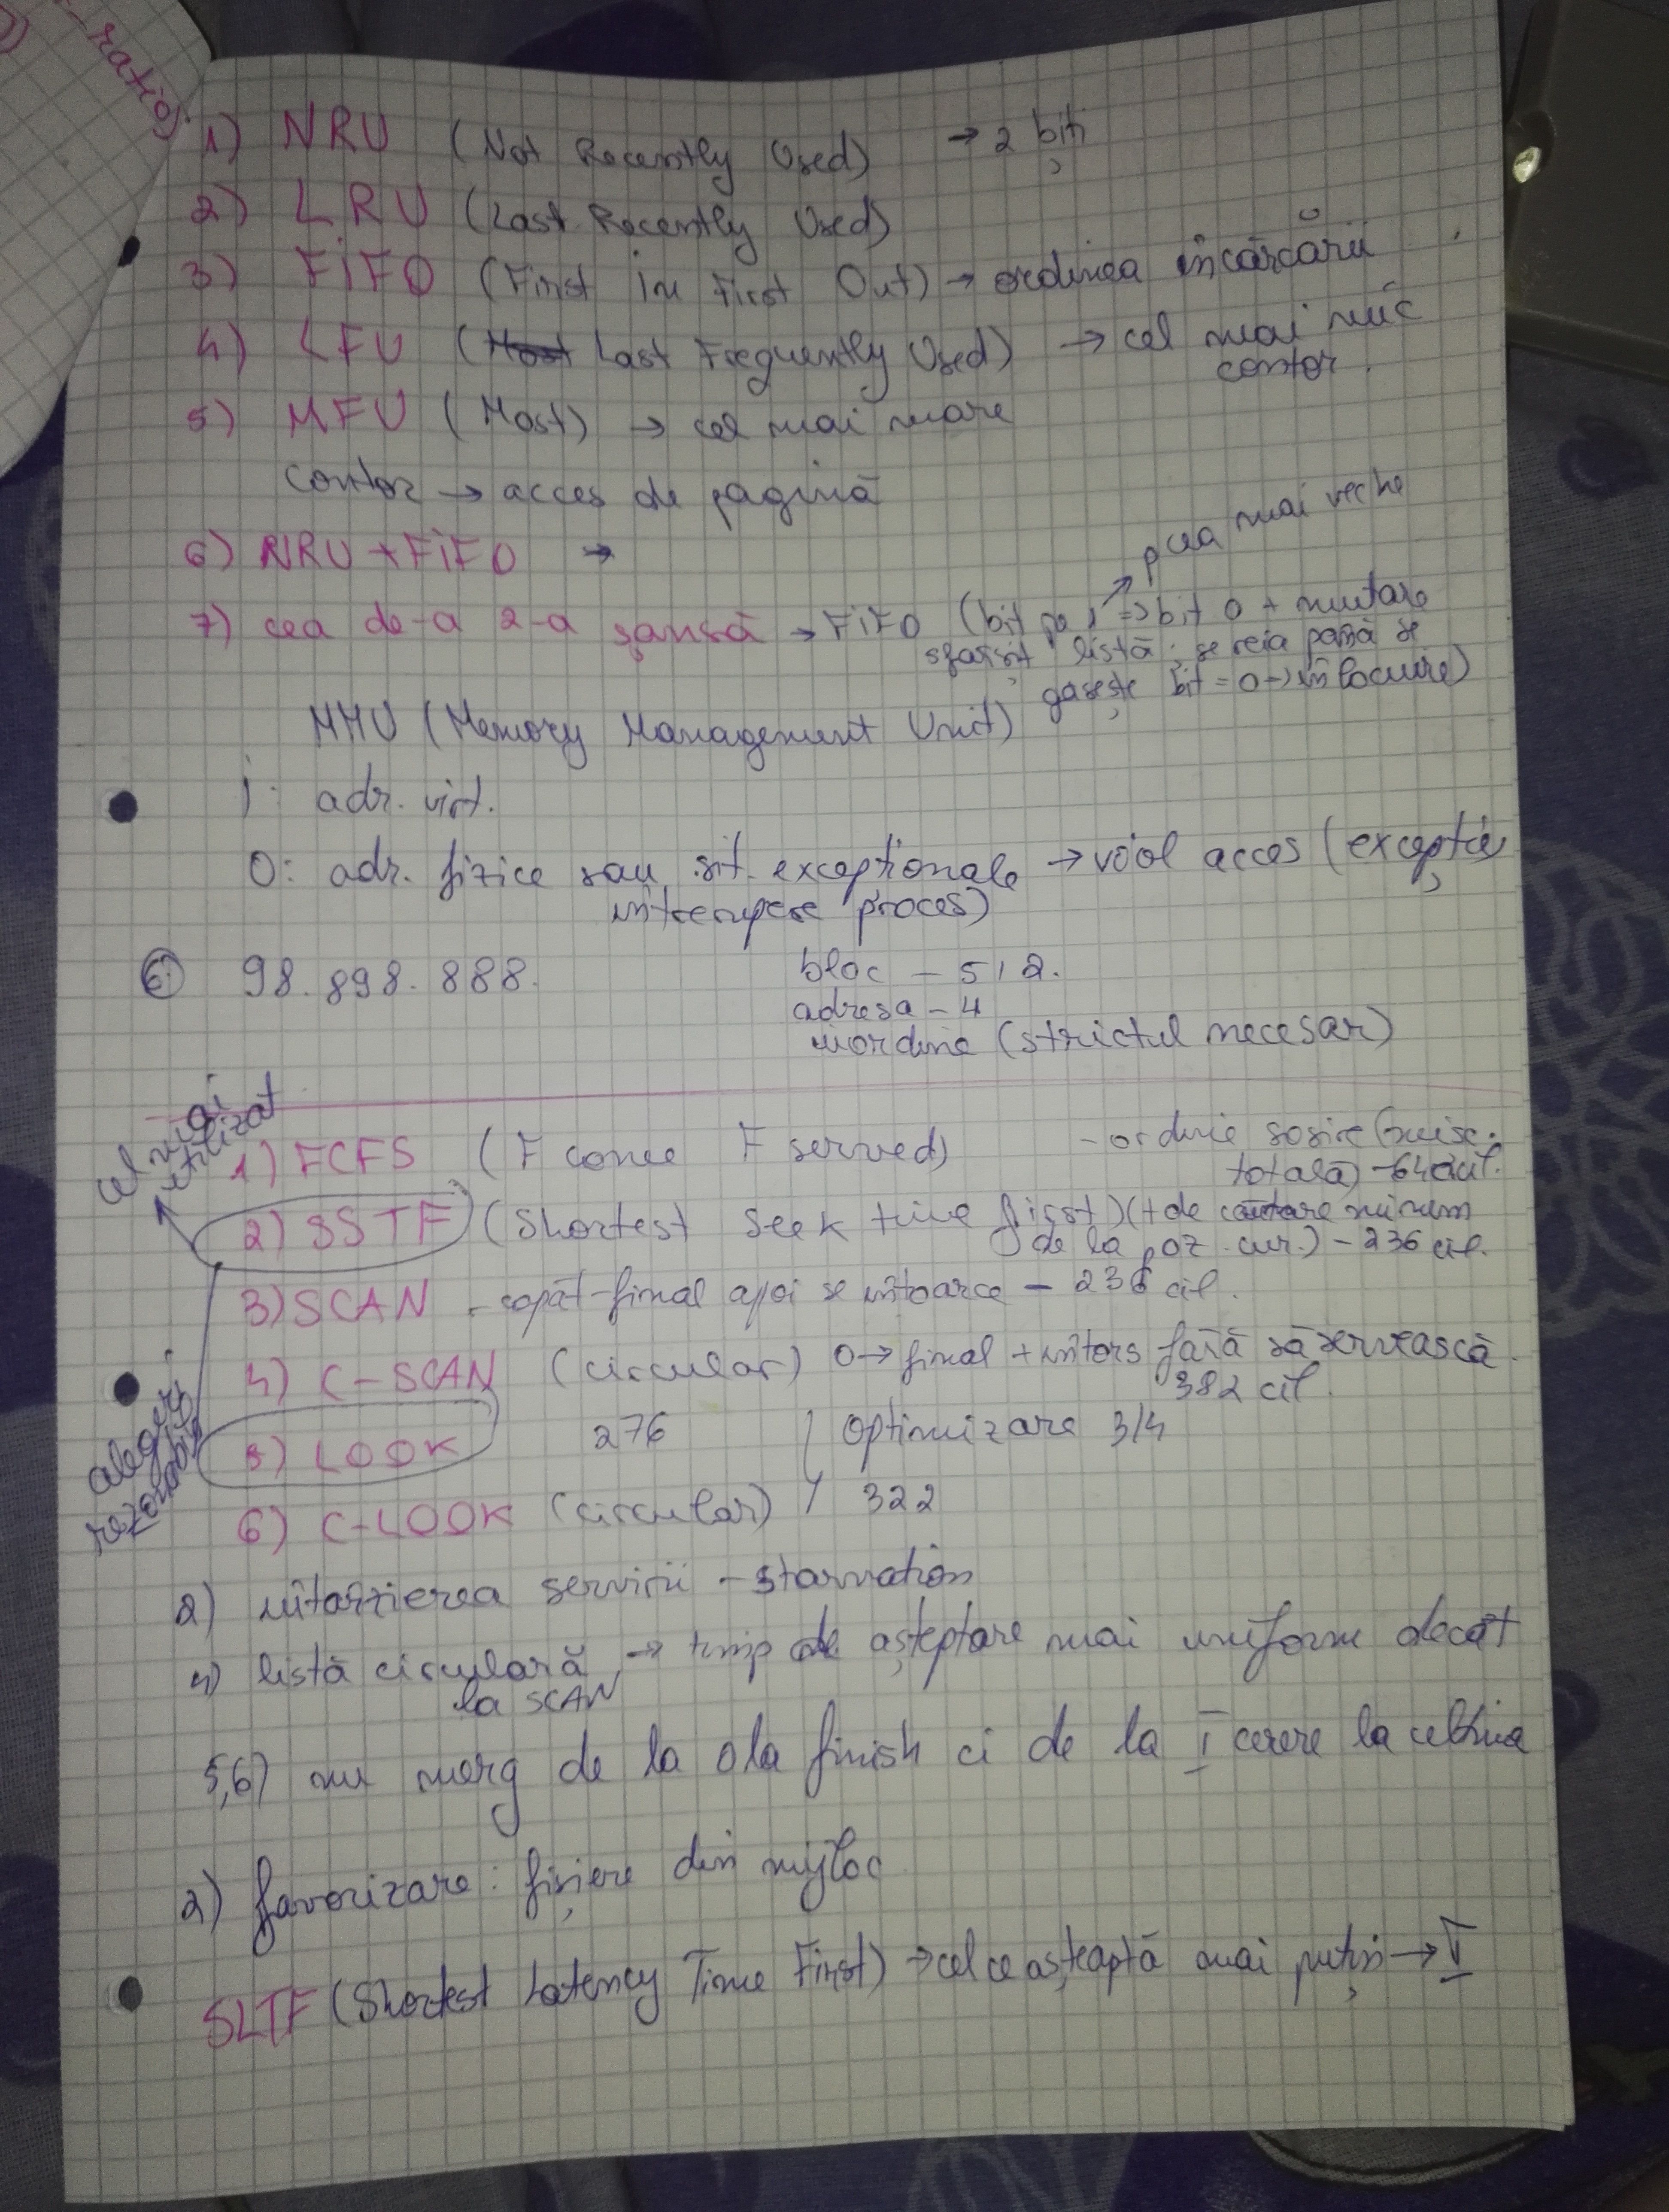 ratio)
1) NRU (Not Recently Used) → 2 biți
2) LRU (Last Recently Used)
3) FiFO (First In First Out) → ordinea încărcării
4) LFU (Last Frequently Used) → cel mai mic
contor.
5) MFU (Most) → cel mai mare
contor → acces de pagină
6) NRU + FiFO →
cea mai veche
7) cea de-a 2-a șansă → FiFO (bit pe 1 => bit 0 + mutare
sfârșit listă; se reia până se
găsește bit = 0 → înlocuire)
MMU (Memory Management Unit)
i: adr. virt.
O: adr. fizice sau sit. excepționale → viol acces (excepție,
întrerupere proces)
6. 98.898.888. bloc - 512.
adresa - 4
inordine (strictul necesar)
cel mai
utilizat
1) FCFS (F come F served) - ordine sosire (misc.
totală) - 640 cil.
2) SSTF (Shortest Seek time first) (t de căutare minim
de la poz. cur.) - 236 cil.
3) SCAN - capăt-final apoi se întoarce - 236 cil.
4) C-SCAN (circular) 0 → final + întors fără să servească.
382 cil.
alegeri
rezonabile
5) LOOK 276 Optimizare 3/4
6) C-LOOK (circular) 322
2) întârzierea servirii - starvation
4) listă circulară → timp de așteptare mai uniform decât
la SCAN
5,6) nu merg de la 0 la finish ci de la I cerere la ultima
2) favorizare: fișiere din mijloc
SLTF (Shortest Latency Time First) → cel ce așteaptă mai puțin → I